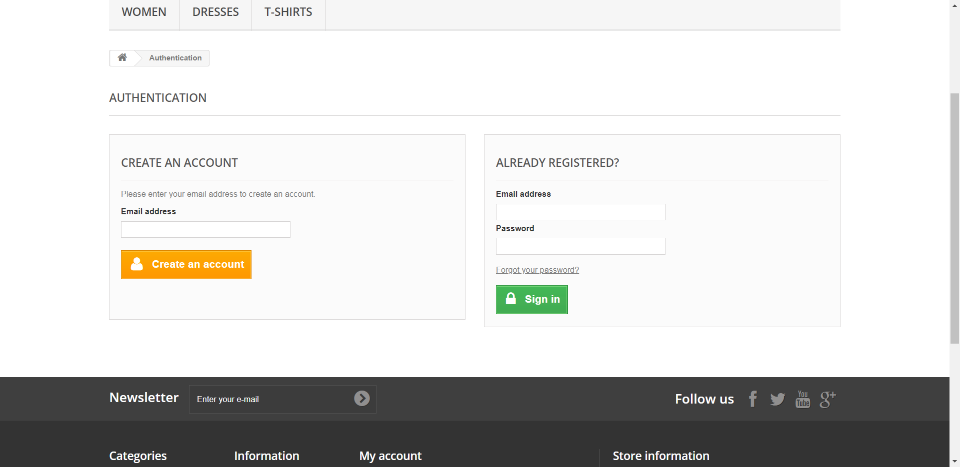 WOMEN DRESSES T-SHIRTS
Authentication
AUTHENTICATION
CREATE AN ACCOUNT
Please enter your email address to create an account.
Email address
Create an account
ALREADY REGISTERED?
Email address
Password
Forgot your password?
Sign in
Newsletter
Enter your e-mail
Follow us
You
Tube
g+
Categories
Information
My account
Store information